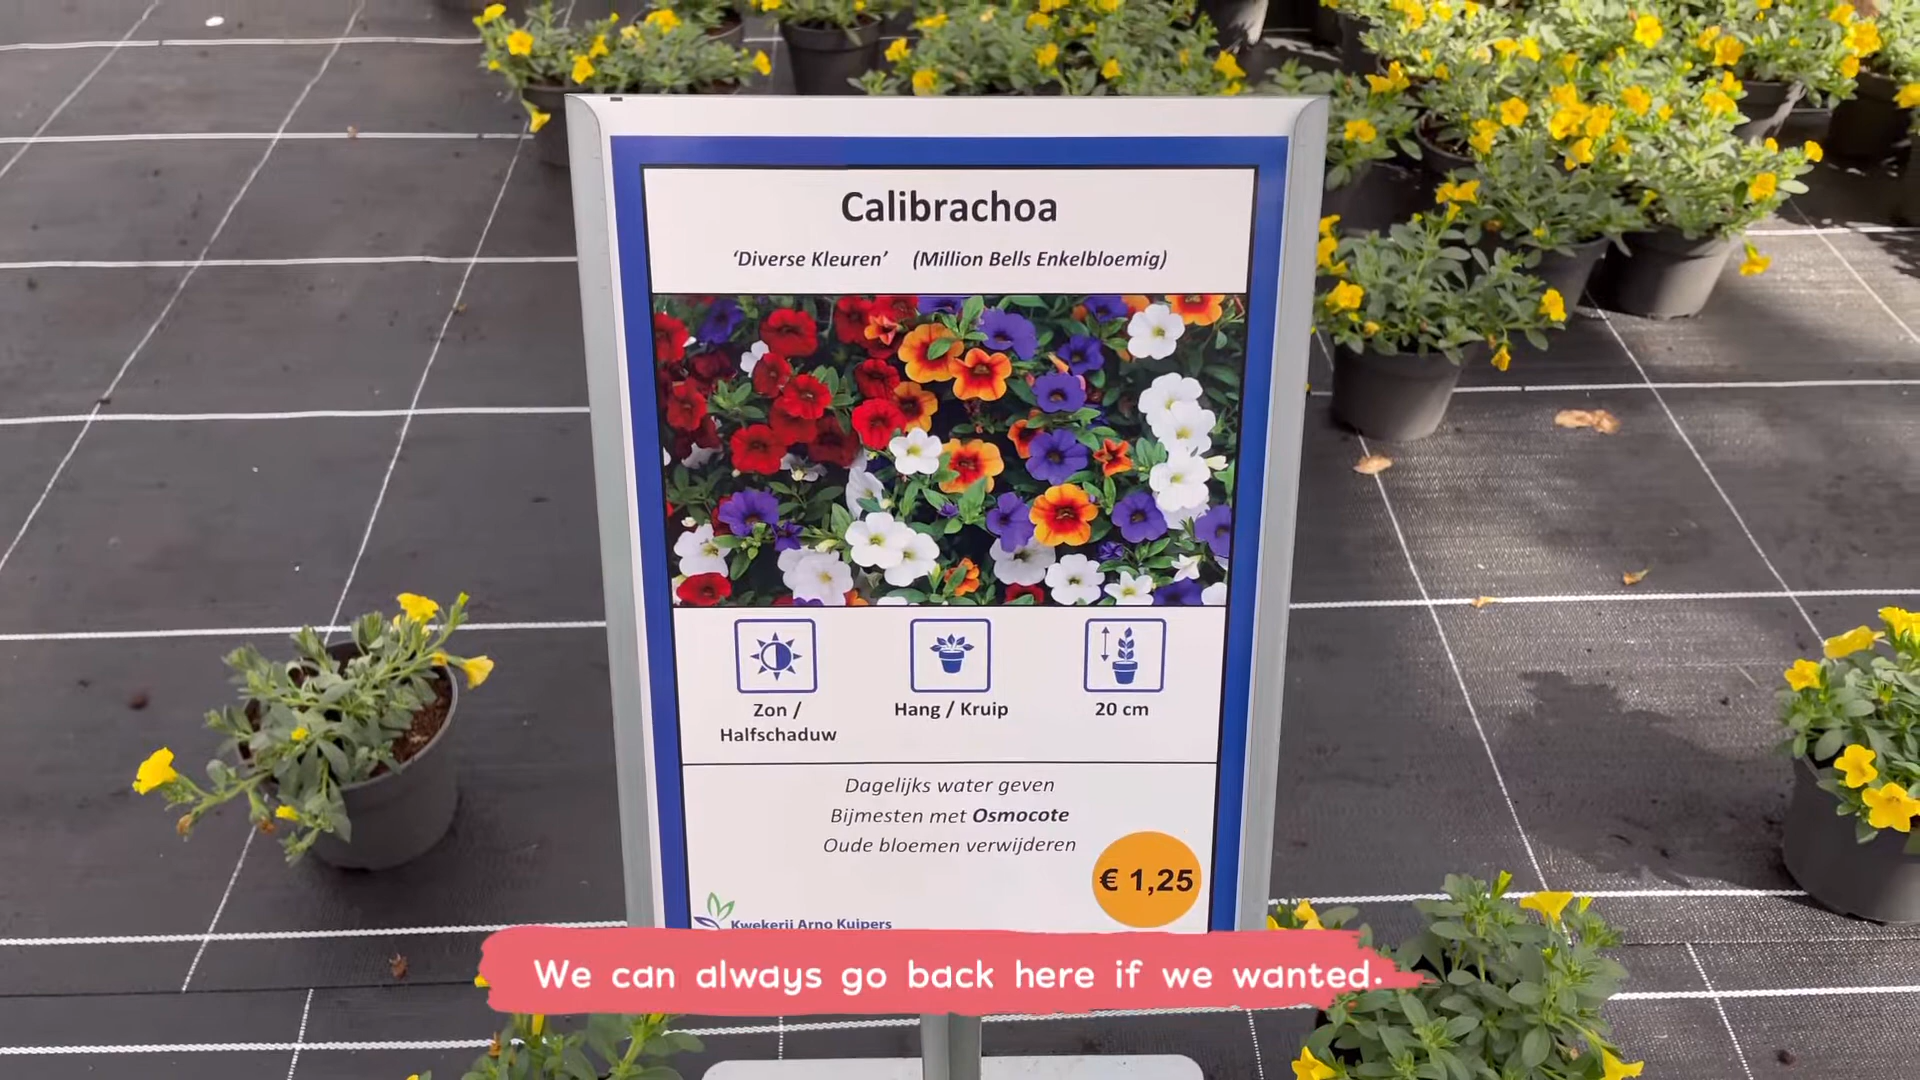 Calibrachoa
‘Diverse Kleuren’ (Million Bells Enkelbloemig)
Zon /
Halfschaduw
Hang / Kruip
20 cm
Dagelijks water geven
Bijmesten met Osmocote
Oude bloemen verwijderen
€ 1,25
Kwekerij Arno Kuipers
We can always go back here if we wanted.